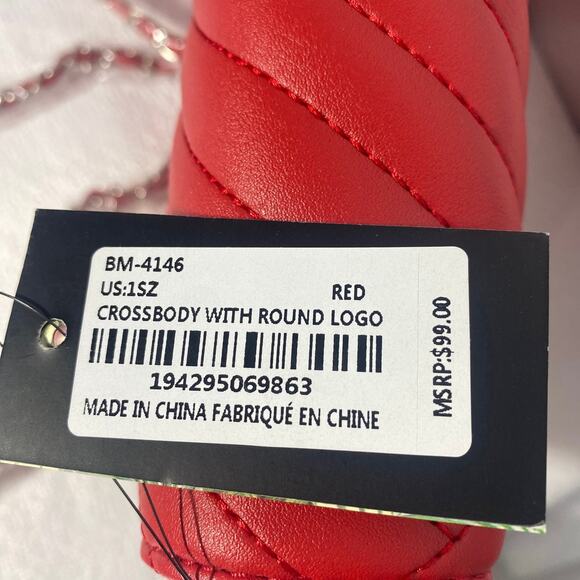 BM-4146
US:1SZ RED
CROSSBODY WITH ROUND LOGO
194295069863
MADE IN CHINA FABRIQUÉ EN CHINE
MSRP:$99.00